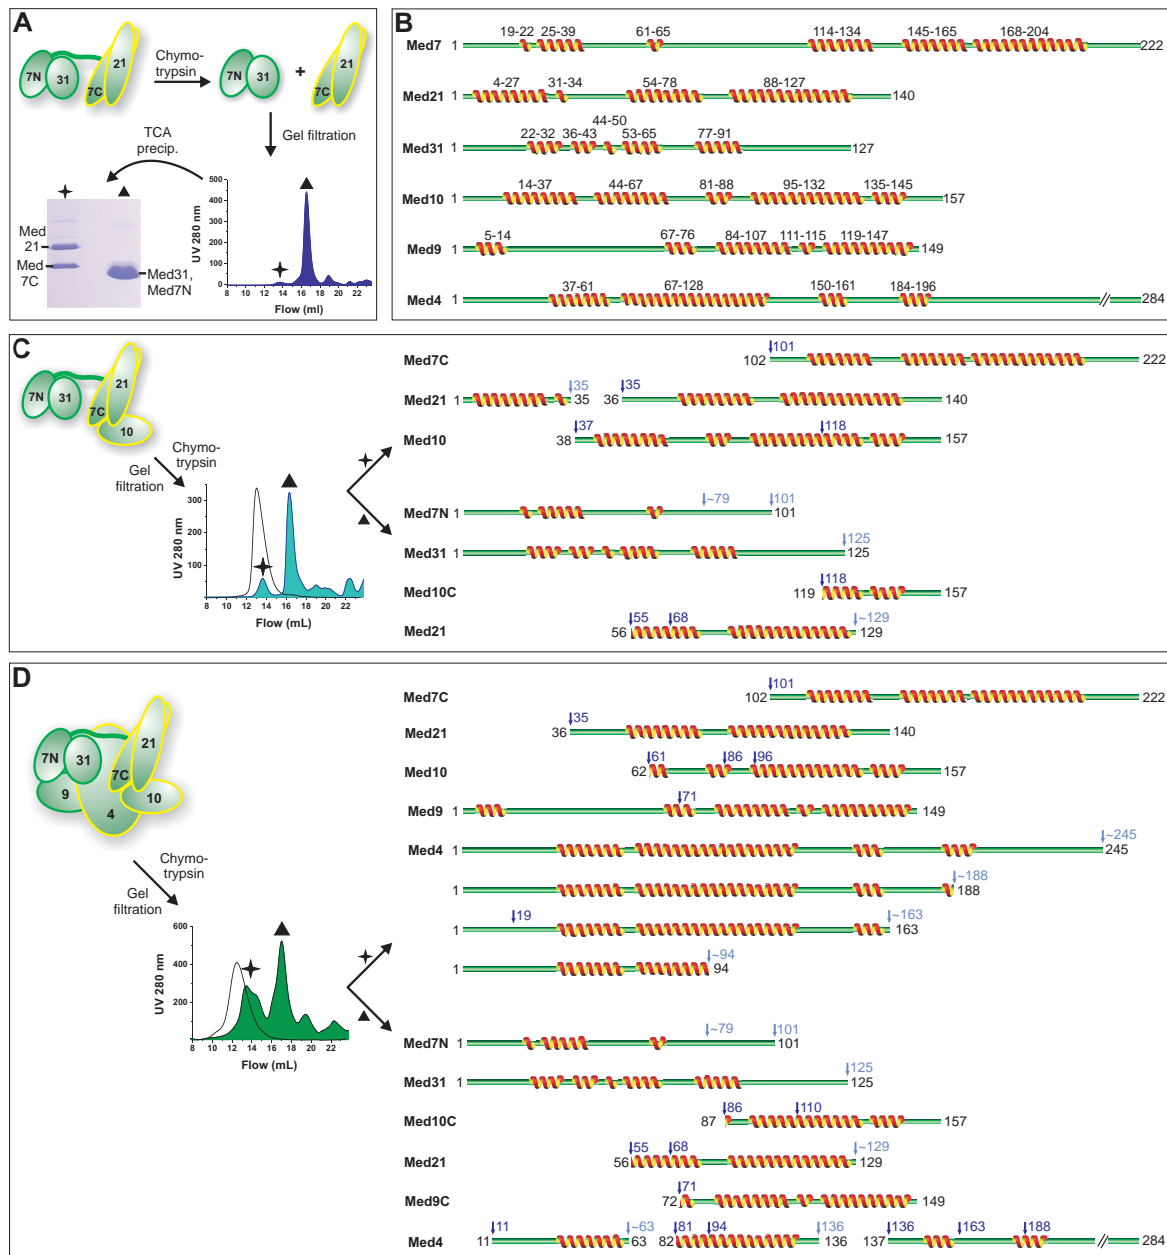 A
7N
31
7C
21
Chymo-
trypsin
7N
31
+
7C
21
Gel filtration
TCA
precip.
Med
21
Med
7C
Med31,
Med7N
UV 280 nm
500
400
300
200
100
0
8 10 12 14 16 18 20 22
Flow (ml)
B
19-22 25-39 61-65 114-134 145-165 168-204
Med7 1 222
4-27 31-34 54-78 88-127
Med21 1 140
44-50
22-32 36-43 53-65 77-91
Med31 1 127
14-37 44-67 81-88 95-132 135-145
Med10 1 157
5-14 67-76 84-107 111-115 119-147
Med9 1 149
37-61 67-128 150-161 184-196
Med4 1 284
C
7N
31
7C
21
10
Chymo-
trypsin
Gel
filtration
UV 280 nm
300
200
100
8 10 12 14 16 18 20 22
Flow (mL)
101
Med7C 102 222
35 35
Med21 1 35 36 140
37 118
Med10 38 157
~79 101
Med7N 1 101
125
Med31 1 125
118
Med10C 119 157
55 68 ~129
Med21 56 129
D
7N
31
7C
21
9
4
10
Chymo-
trypsin
Gel
filtration
UV 280 nm
600
400
200
8 10 12 14 16 18 20 22
Flow (mL)
101
Med7C 102 222
35
Med21 36 140
61 86 96
Med10 62 157
71
Med9 1 149
~245
Med4 1 245
~188
1 188
19 ~163
1 163
~94
1 94
~79 101
Med7N 1 101
125
Med31 1 125
86 110
Med10C 87 157
55 68 ~129
Med21 56 129
71
Med9C 72 149
11 ~63 81 94 136 136 163 188
Med4 11 63 82 136 137 284